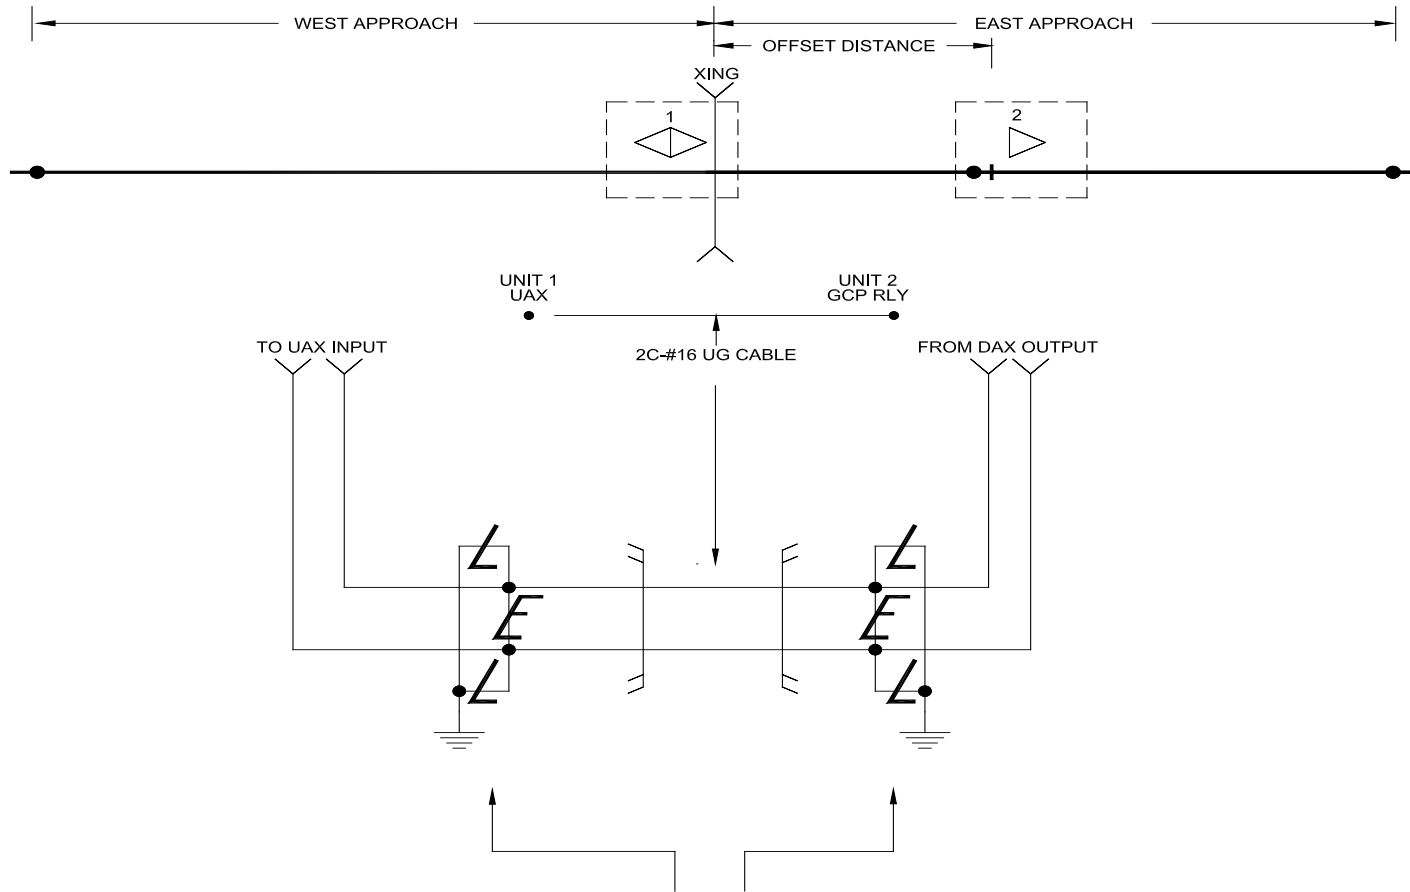 WEST APPROACH
EAST APPROACH
OFFSET DISTANCE
XING
1
2
UNIT 1
UAX
UNIT 2
GCP RLY
TO UAX INPUT
2C-#16 UG CABLE
FROM DAX OUTPUT